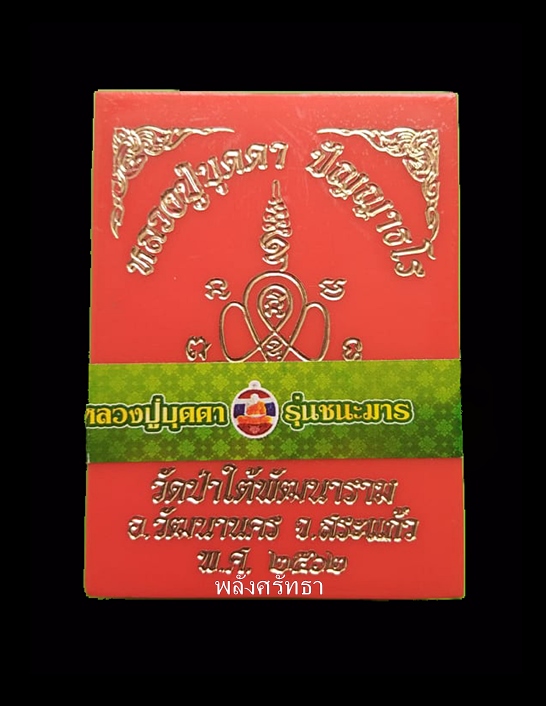 หลวงปู่บุดดา ปัญญาธโร
หลวงปู่บุดดา รุ่นชนะมาร
วัดป่าใต้พัฒนาราม
อ.วัฒนานคร จ.สระแก้ว
พ.ศ. ๒๕๖๒
พลังศรัทธา